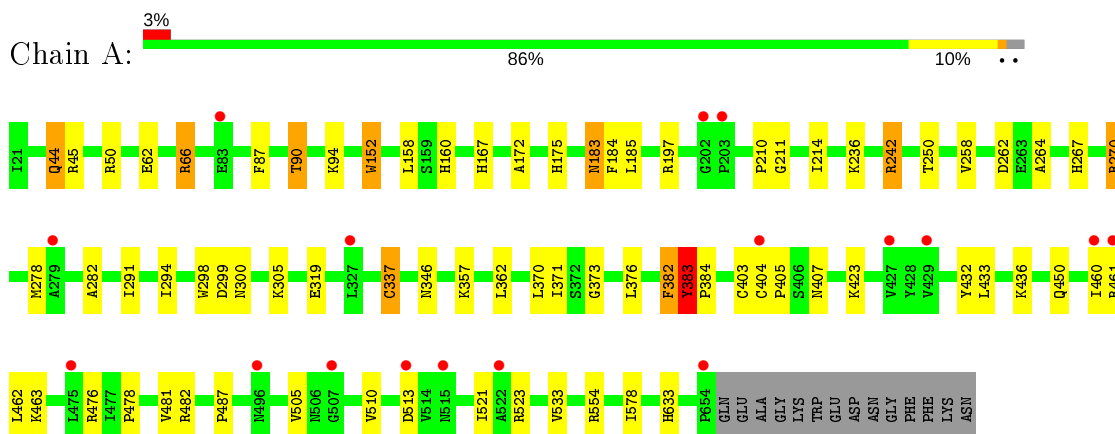 3%
Chain A:
86% 10% • •
I21 Q44 R45 R50 E62 R66 E83 F87 T90 K94 W152 L158 S159 H160 H167 A172 H175 N183 F184 L185 R197 G202 P203 P210 G211 I214 K236 R242 T250 V258 D262 E263 A264 H267
M278 A279 A282 I291 I294 W298 D299 N300 K305 E319 L327 C337 N346 K357 L362 L370 I371 S372 G373 L376 F382 Y383 P384 C403 C404 P405 S406 N407 K423 V427 Y428 V429 Y432 L433 K436 Q450 I460
L462 K463 L475 R476 I477 P478 V481 R482 P487 N496 V505 N506 G507 V510 D513 V514 N515 I521 A522 R523 V533 R554 I578 H633 P654 GLN GLU ALA GLY LYS TRP GLU ASP ASN GLY PHE PHE LYS ASN